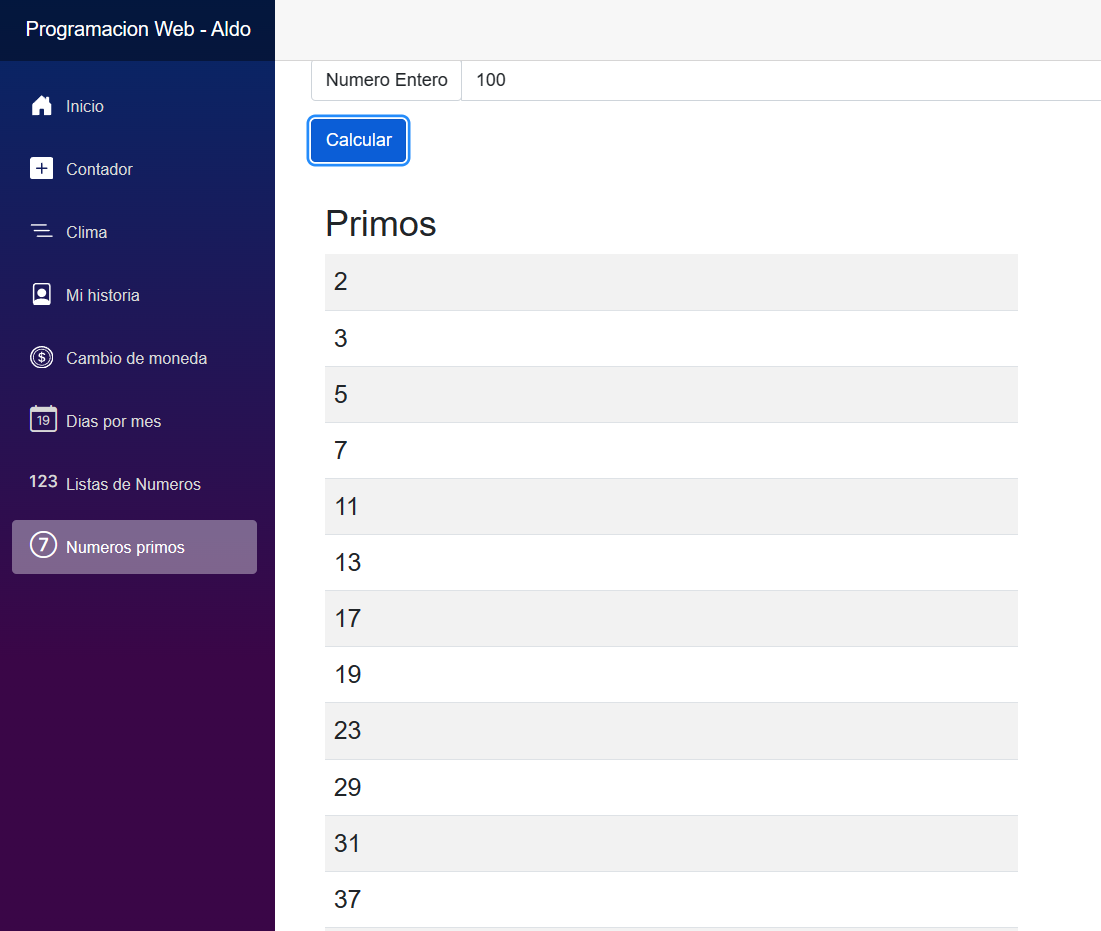 Programacion Web - Aldo
Inicio
Contador
Clima
Mi historia
$ Cambio de moneda
19 Dias por mes
123 Listas de Numeros
7 Numeros primos
Numero Entero 100
Calcular
Primos
2
3
5
7
11
13
17
19
23
29
31
37